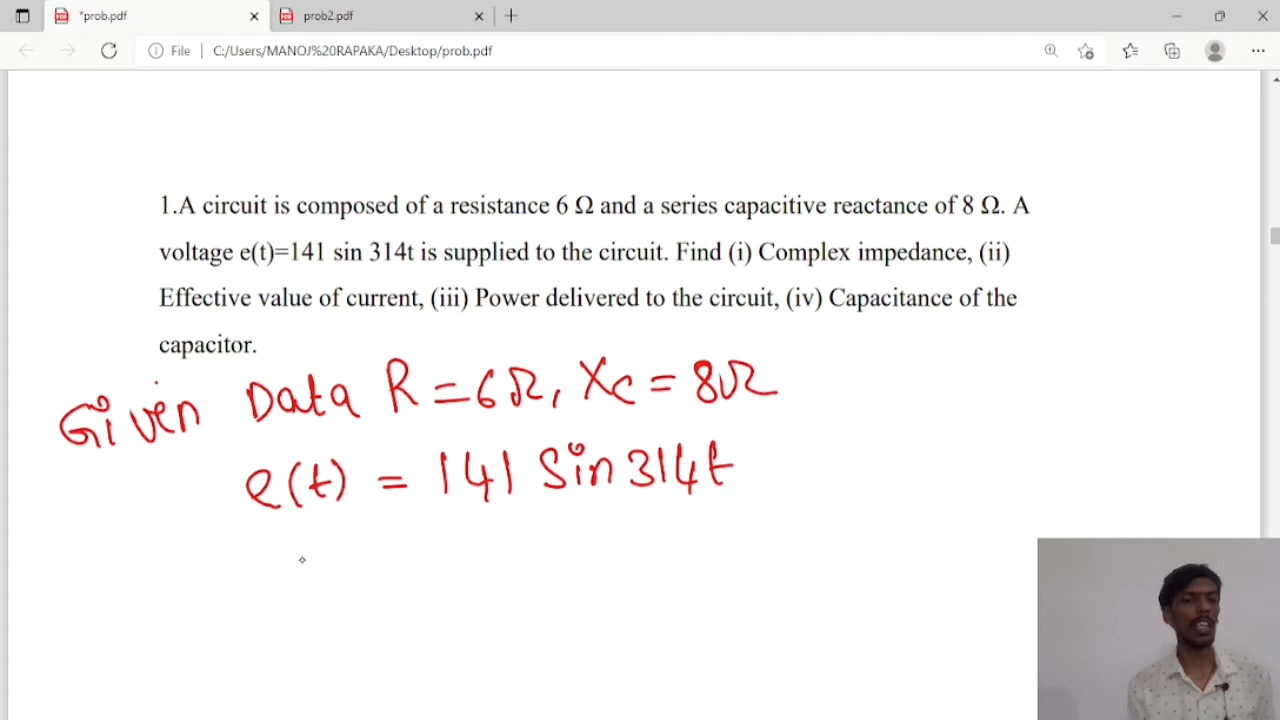 *prob.pdf
prob2.pdf
File C:/Users/MANOJ%20RAPAKA/Desktop/prob.pdf
1.A circuit is composed of a resistance 6 Ω and a series capacitive reactance of 8 Ω. A
voltage e(t)=141 sin 314t is supplied to the circuit. Find (i) Complex impedance, (ii)
Effective value of current, (iii) Power delivered to the circuit, (iv) Capacitance of the
capacitor.
Given Data R = 6Ω, Xc = 8Ω
e(t) = 141 Sin 314t